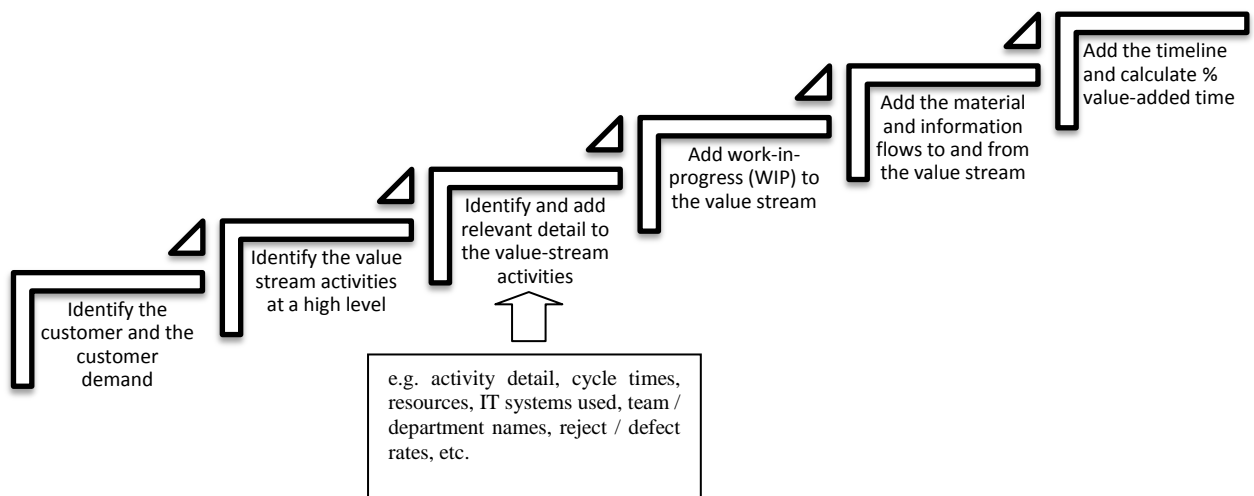 Identify the
customer and the
customer
demand
Identify the value
stream activities
at a high level
Identify and add
relevant detail to
the value-stream
activities
e.g. activity detail, cycle times,
resources, IT systems used, team /
department names, reject / defect
rates, etc.
Add work-in-
progress (WIP) to
the value stream
Add the material
and information
flows to and from
the value stream
Add the timeline
and calculate %
value-added time